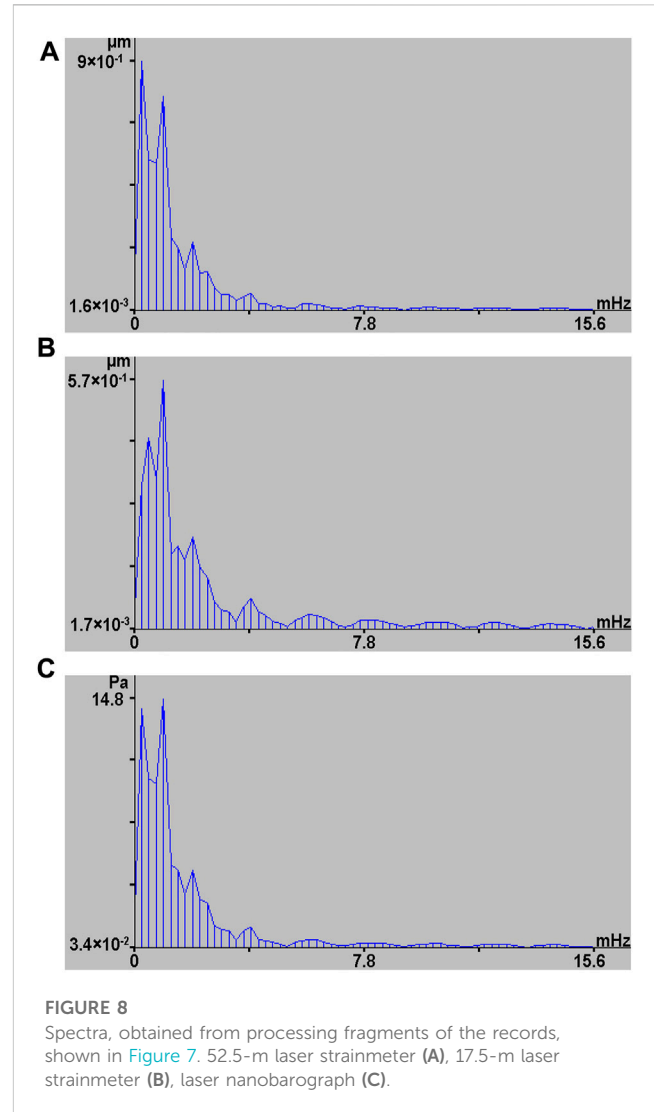 A
µm
9×10⁻¹
1.6×10⁻³
0
7.8
15.6
mHz
B
µm
5.7×10⁻¹
1.7×10⁻³
0
7.8
15.6
mHz
C
Pa
14.8
3.4×10⁻²
0
7.8
15.6
mHz
FIGURE 8
Spectra, obtained from processing fragments of the records,
shown in Figure 7. 52.5-m laser strainmeter (A), 17.5-m laser
strainmeter (B), laser nanobarograph (C).